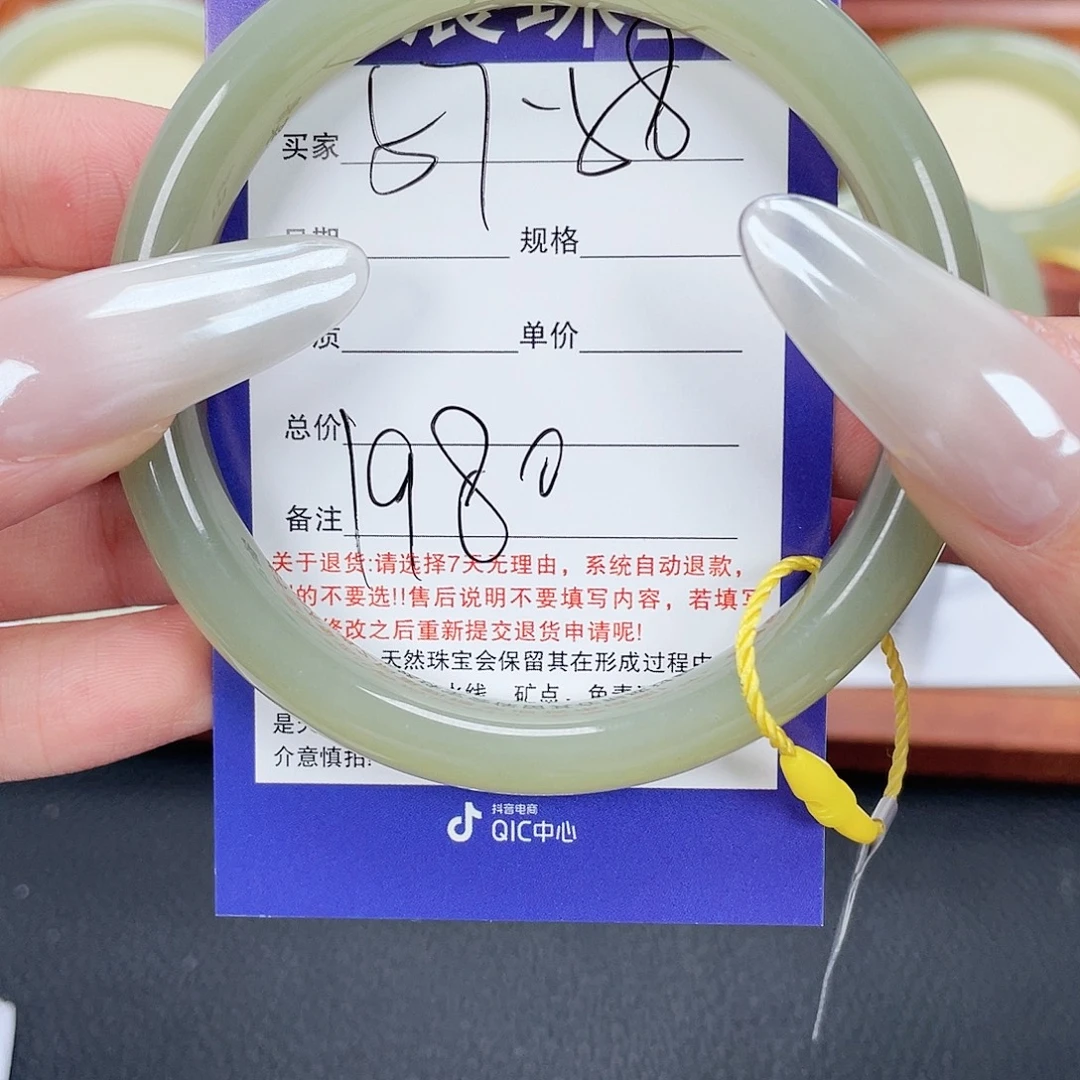 买家 57-58
规格
单价
总价
1980
备注
关于退货:请选择7天无理由，系统自动退款，
的不要选!!售后说明不要填写内容，若填写
修改之后重新提交退货申请呢!
天然珠宝会保留其在形成过程中
矿点
是
介意慎拍
抖音电商
QIC中心